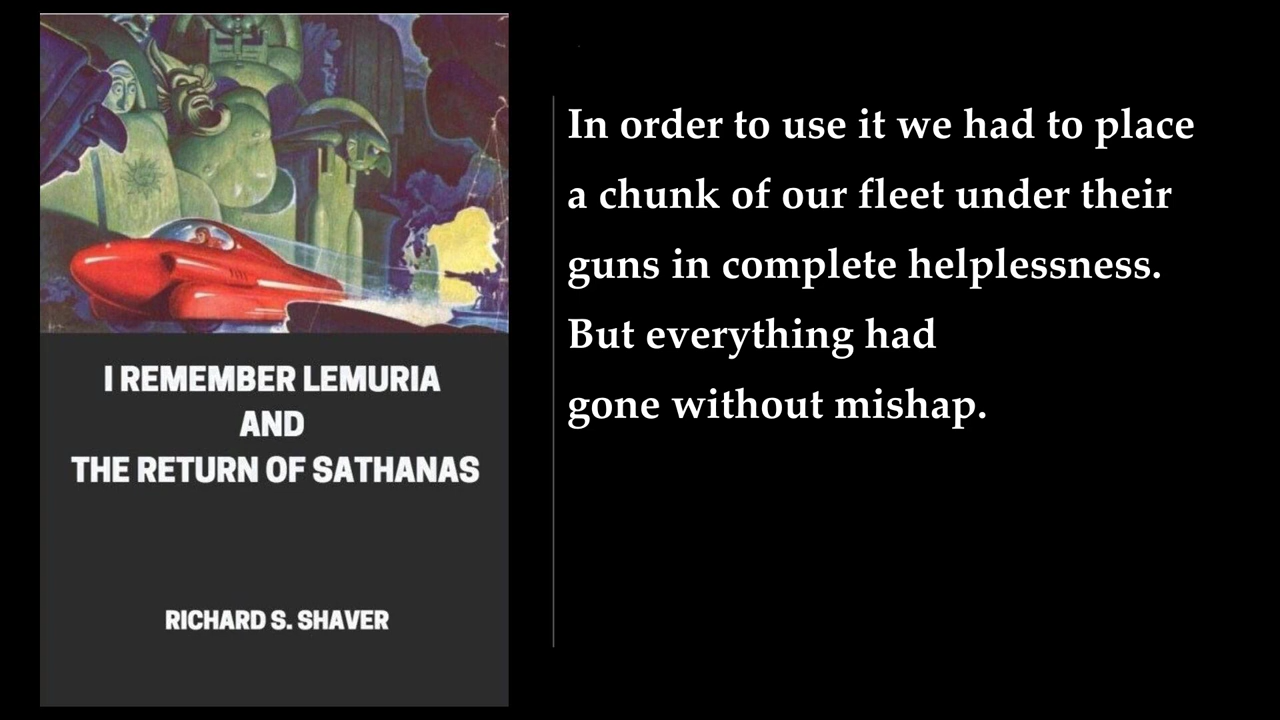 I REMEMBER LEMURIA
AND
THE RETURN OF SATHANAS
RICHARD S. SHAVER
In order to use it we had to place
a chunk of our fleet under their
guns in complete helplessness.
But everything had
gone without mishap.